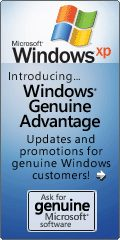 Microsoft®
Windows xp
Introducing...
Windows®
Genuine
Advantage
Updates and
promotions for
genuine Windows
customers!
Ask for
genuine
Microsoft®
software